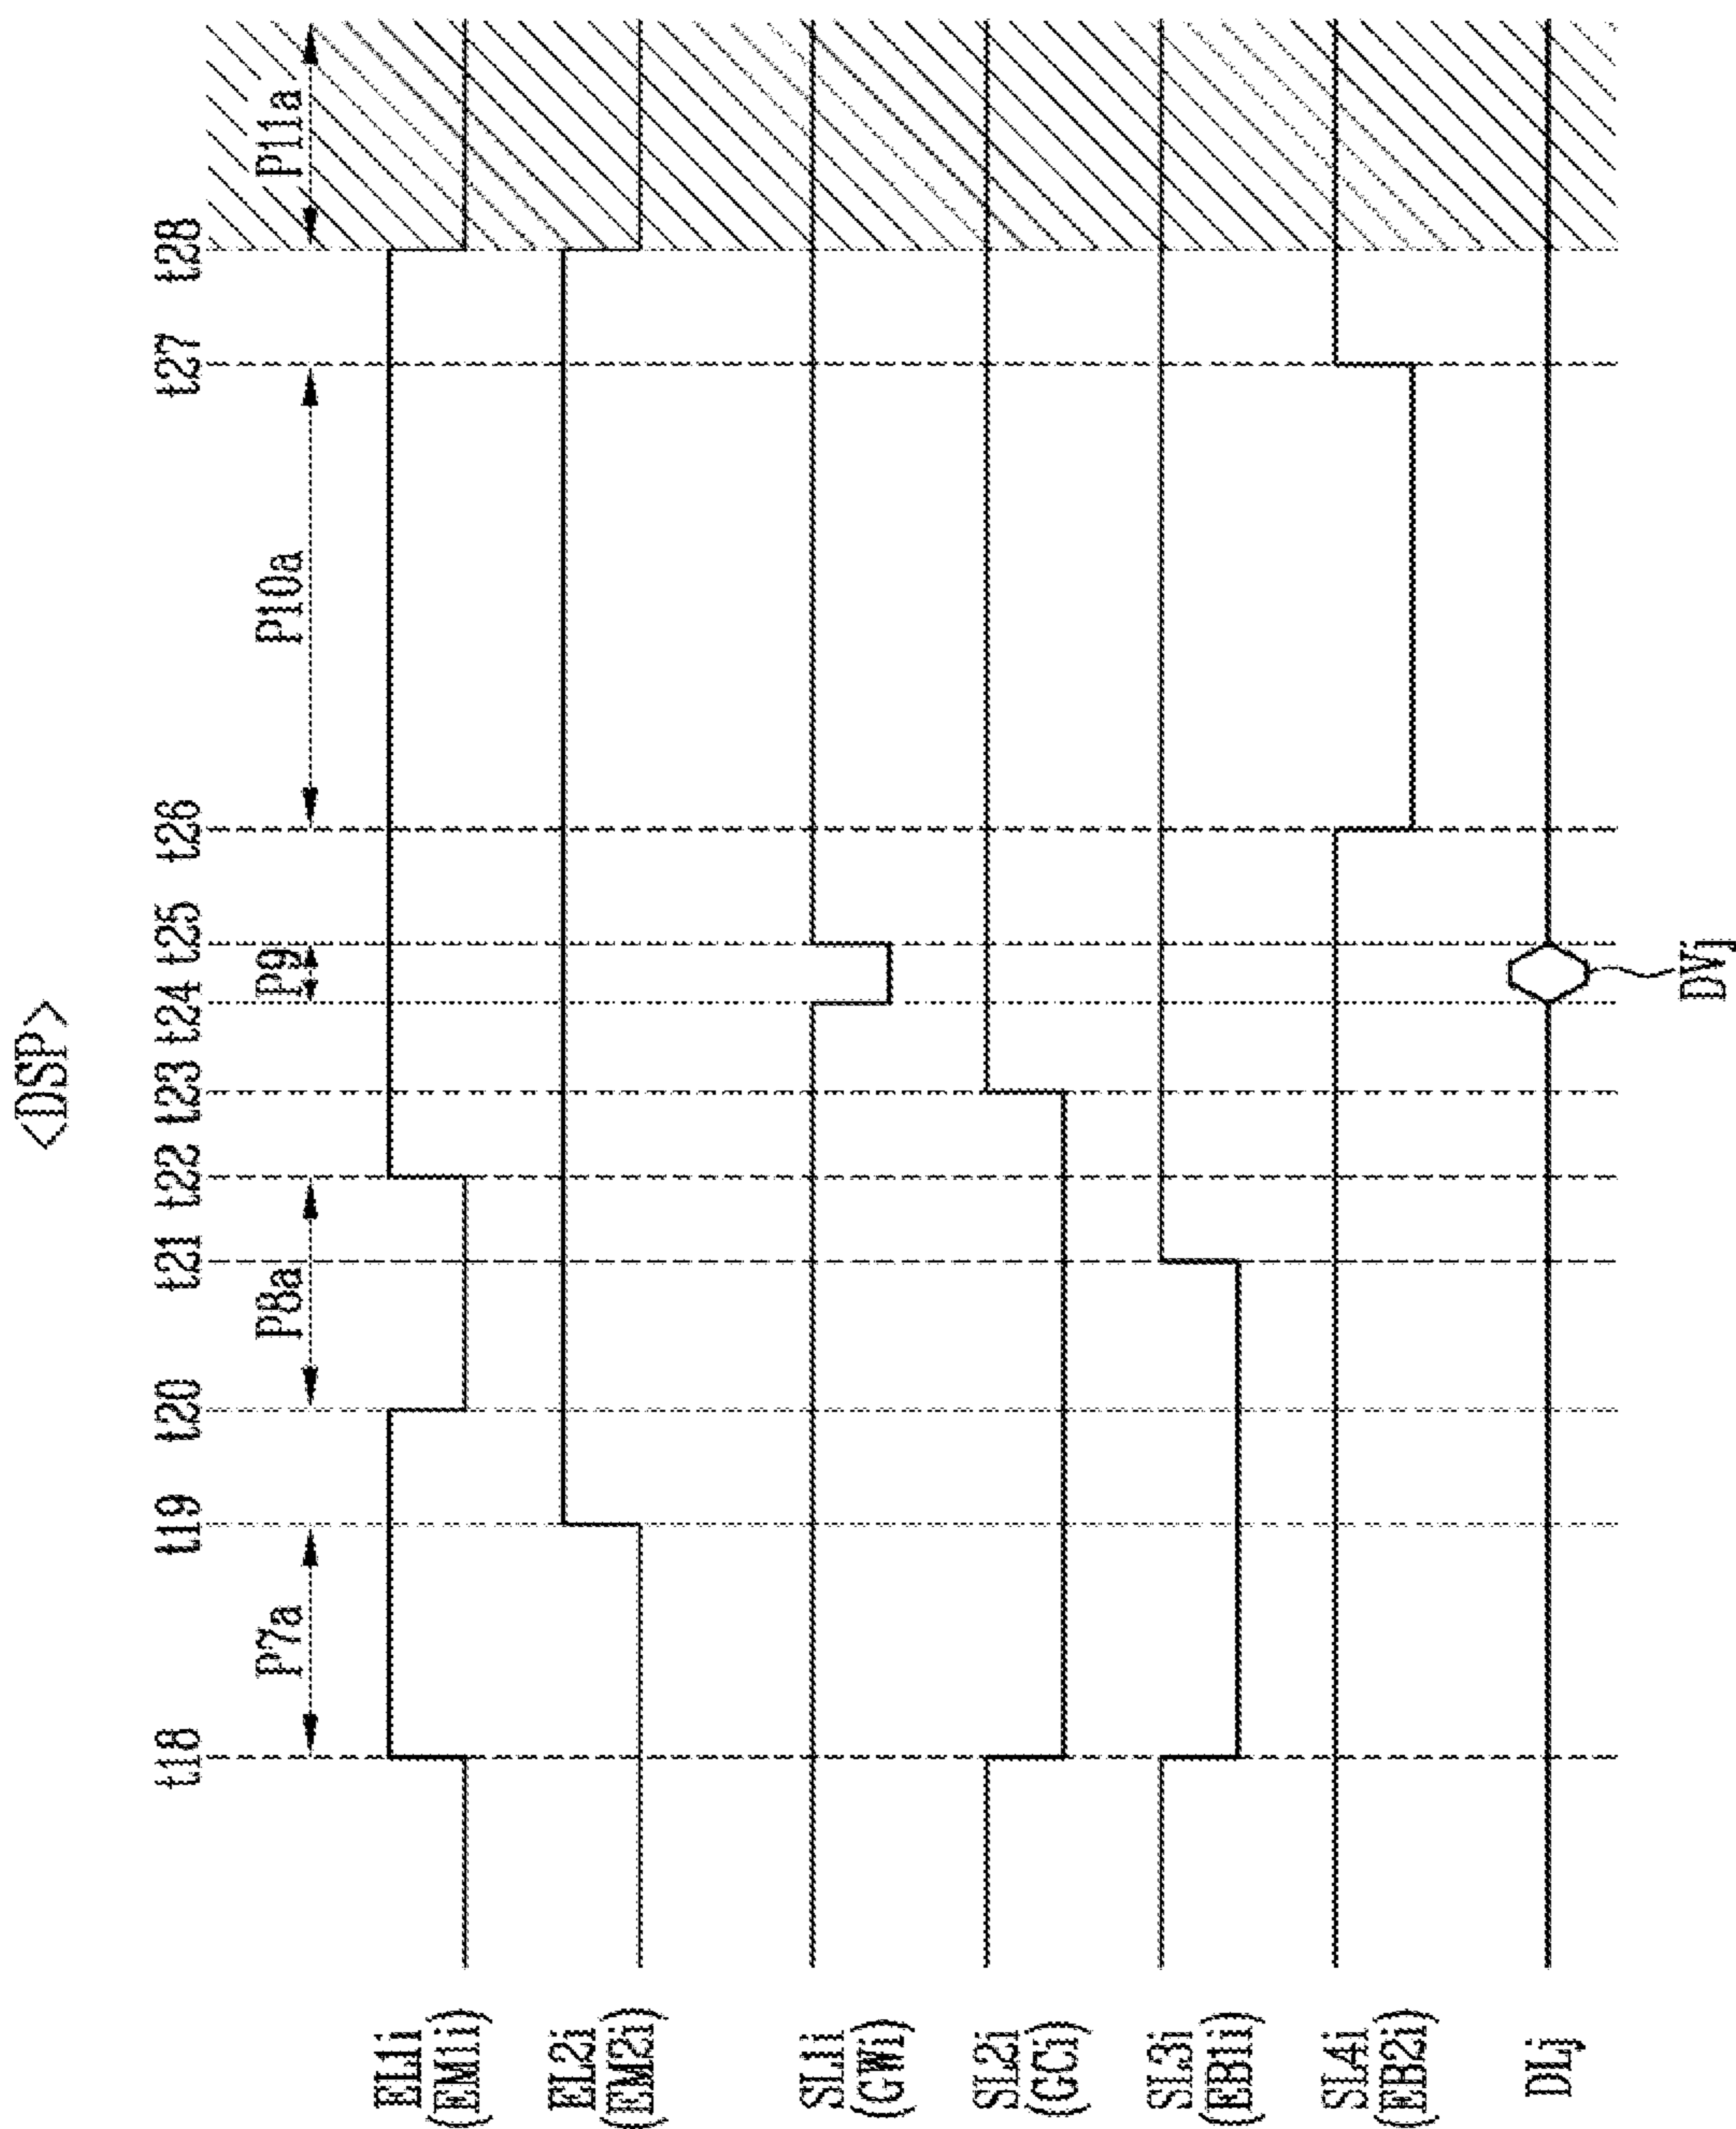 <DSP>
t18 t19 t20 t21 t22 t23 t24 t25 t26 t27 t28
P7a P8a P9 P10a P11a
EL1i
(EM1i)
EL2i
(EM2i)
SL1i
(GWi)
SL2i
(GCi)
SL3i
(EB1i)
SL4i
(EB2i)
DLj
DVj